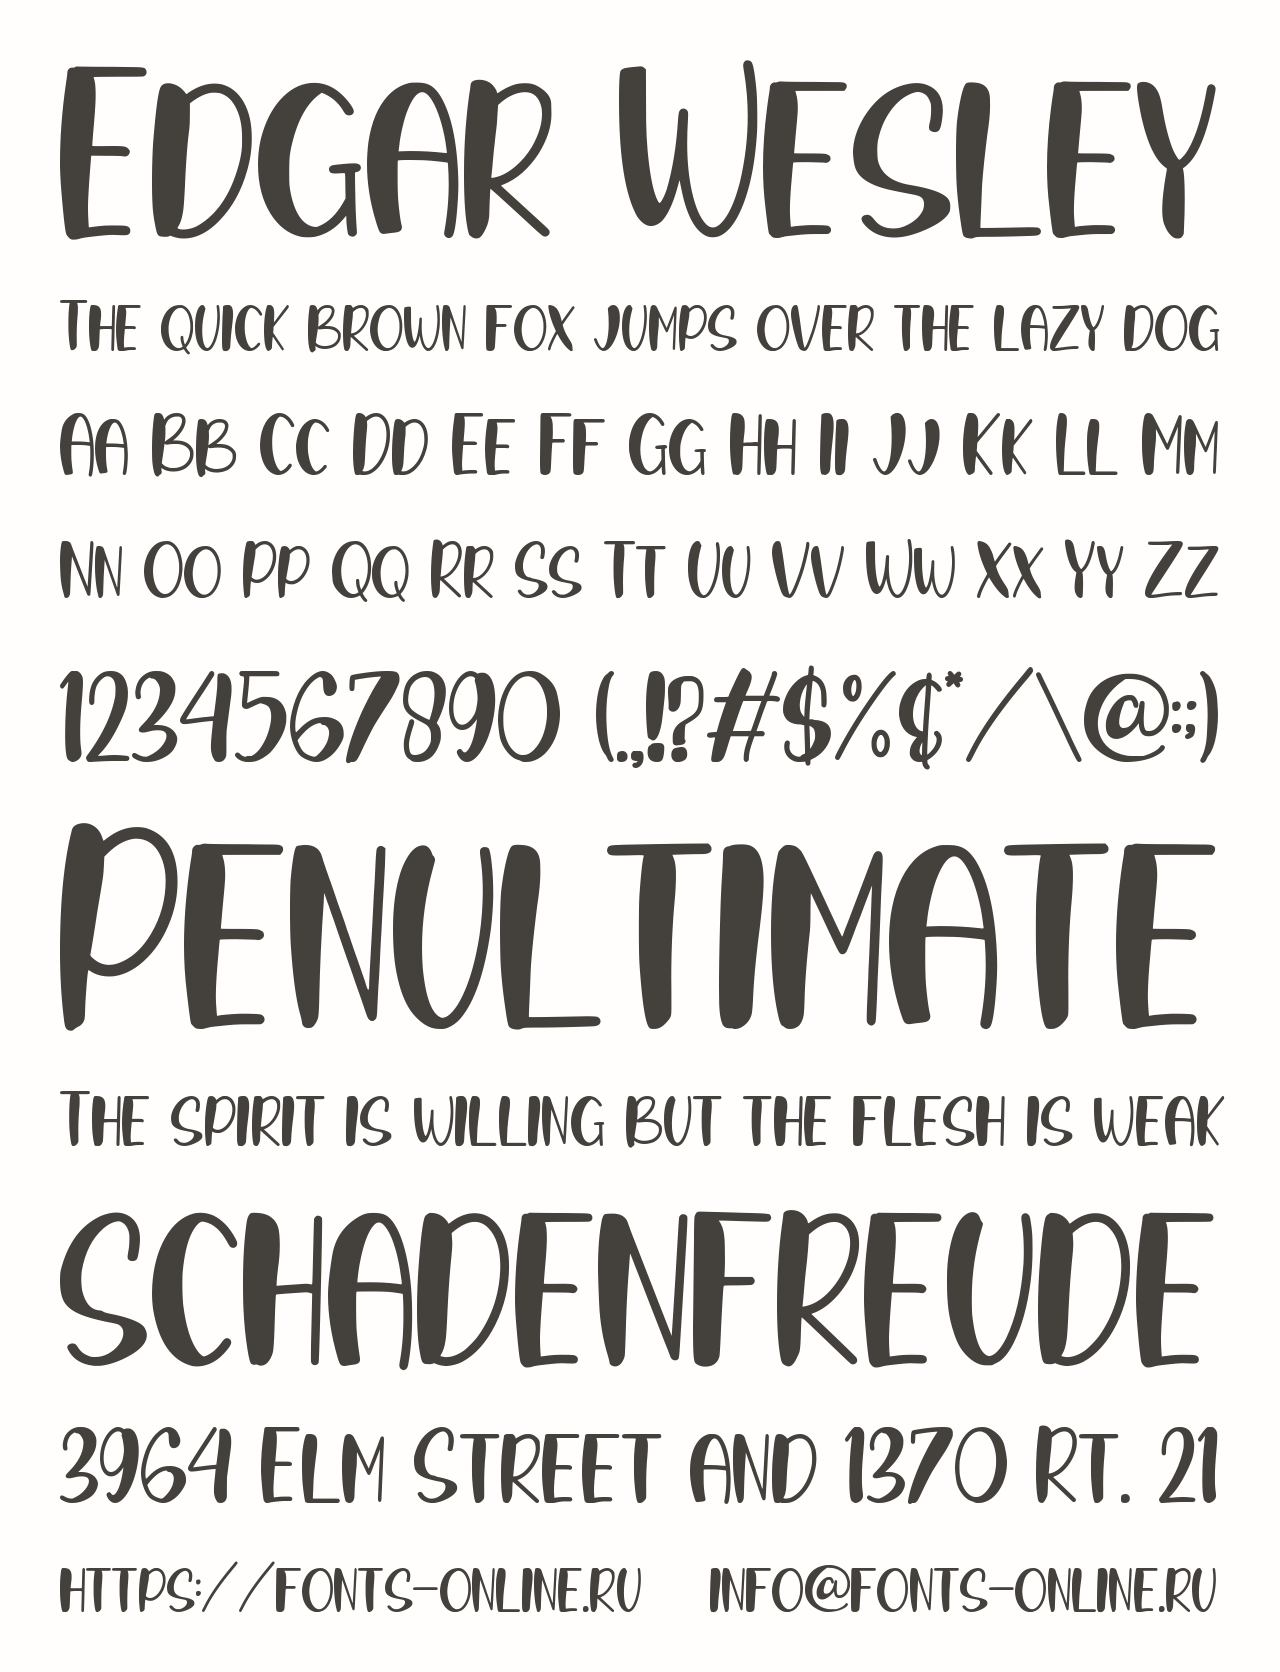 EDGAR WESLEY
THE QUICK BROWN FOX JUMPS OVER THE LAZY DOG
AA BB CC DD EE FF GG HH II JJ KK LL MM
NN OO PP QQ RR SS TT UU VV WW XX YY ZZ
1234567890 (.,!?#$%¢*/\@:;)
PENULTIMATE
THE SPIRIT IS WILLING BUT THE FLESH IS WEAK
SCHADENFREUDE
3964 ELM STREET AND 1370 RT. 21
HTTPS://FONTS-ONLINE.RU INFO@FONTS-ONLINE.RU